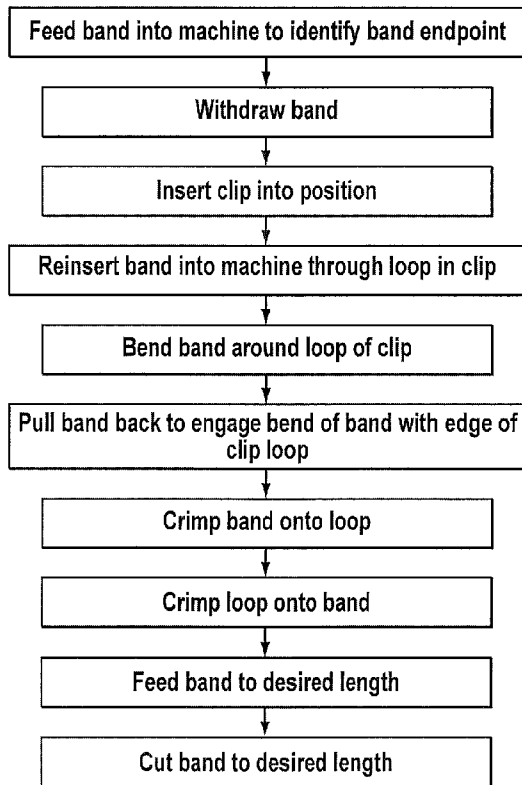 Feed band into machine to identify band endpoint
Withdraw band
Insert clip into position
Reinsert band into machine through loop in clip
Bend band around loop of clip
Pull band back to engage bend of band with edge of
clip loop
Crimp band onto loop
Crimp loop onto band
Feed band to desired length
Cut band to desired length